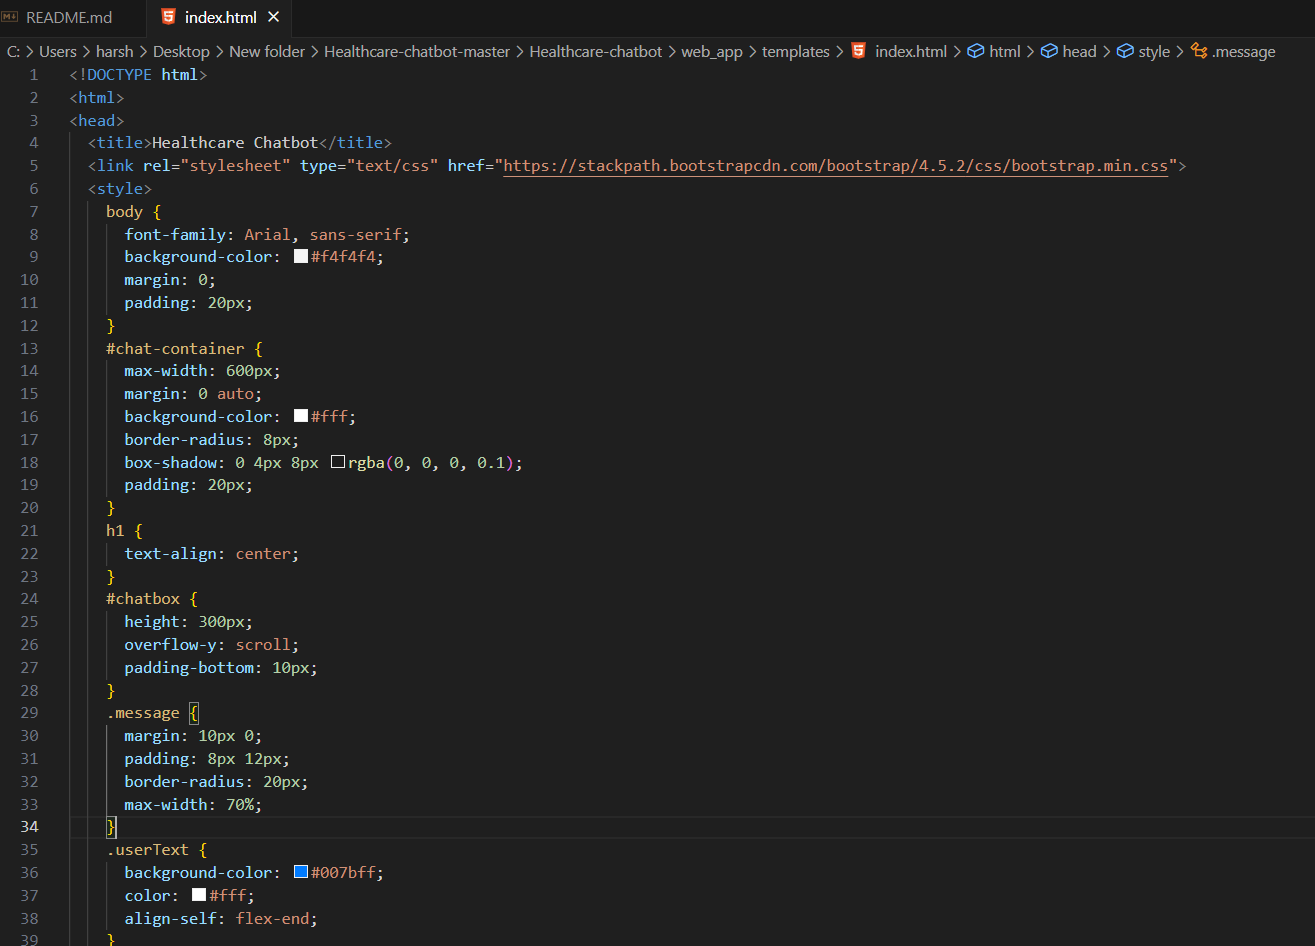 README.md index.html ×
C: > Users > harsh > Desktop > New folder > Healthcare-chatbot-master > Healthcare-chatbot > web_app > templates > index.html > html > head > style > .message
1 <!DOCTYPE html>
2 <html>
3 <head>
4 <title>Healthcare Chatbot</title>
5 <link rel="stylesheet" type="text/css" href="https://stackpath.bootstrapcdn.com/bootstrap/4.5.2/css/bootstrap.min.css">
6 <style>
7 body {
8 font-family: Arial, sans-serif;
9 background-color: #f4f4f4;
10 margin: 0;
11 padding: 20px;
12 }
13 #chat-container {
14 max-width: 600px;
15 margin: 0 auto;
16 background-color: #fff;
17 border-radius: 8px;
18 box-shadow: 0 4px 8px rgba(0, 0, 0, 0.1);
19 padding: 20px;
20 }
21 h1 {
22 text-align: center;
23 }
24 #chatbox {
25 height: 300px;
26 overflow-y: scroll;
27 padding-bottom: 10px;
28 }
29 .message {
30 margin: 10px 0;
31 padding: 8px 12px;
32 border-radius: 20px;
33 max-width: 70%;
34 }
35 .userText {
36 background-color: #007bff;
37 color: #fff;
38 align-self: flex-end;
39 }